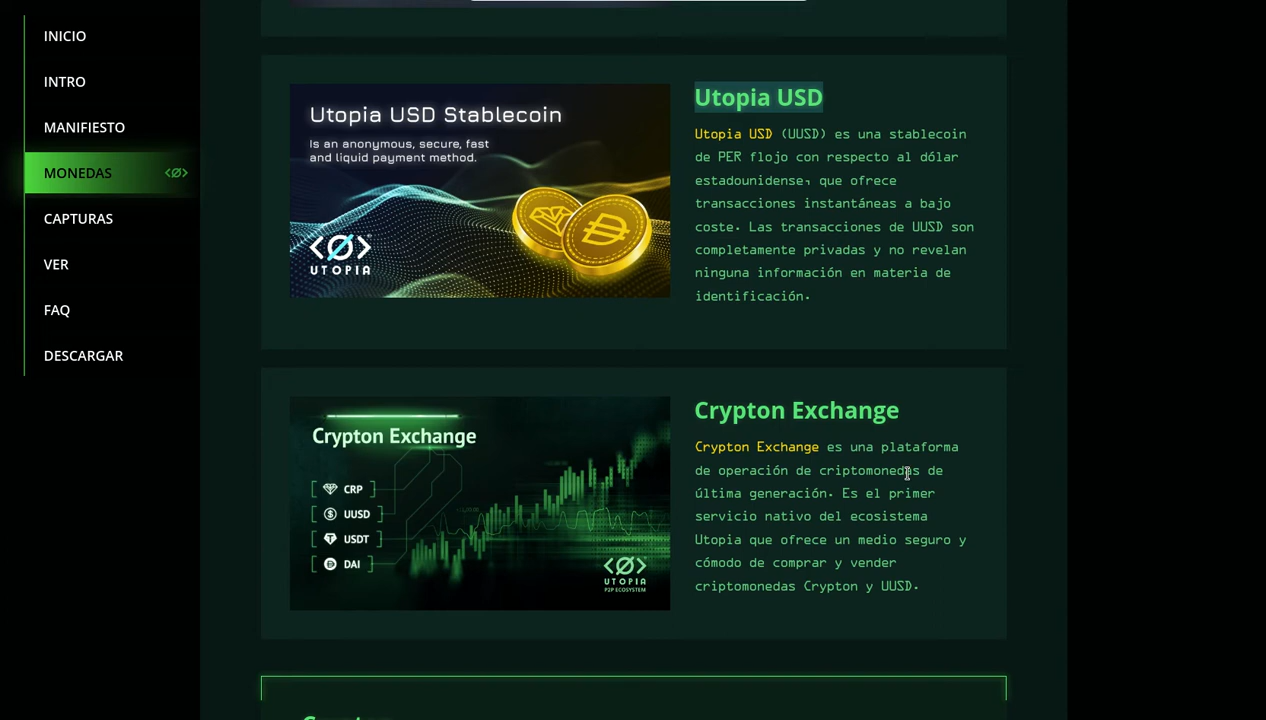 INICIO
INTRO
MANIFIESTO
MONEDAS
CAPTURAS
VER
FAQ
DESCARGAR
Utopia USD Stablecoin
Is an anonymous, secure, fast
and liquid payment method.
UTOPIA
Utopia USD
Utopia USD (UUSD) es una stablecoin
de PER flojo con respecto al dólar
estadounidense, que ofrece
transacciones instantáneas a bajo
coste. Las transacciones de UUSD son
completamente privadas y no revelan
ninguna información en materia de
identificación.
Crypton Exchange
CRP
UUSD
USDT
DAI
UTOPIA
P2P ECOSYSTEM
Crypton Exchange
Crypton Exchange es una plataforma
de operación de criptomonedas de
última generación. Es el primer
servicio nativo del ecosistema
Utopia que ofrece un medio seguro y
cómodo de comprar y vender
criptomonedas Crypton y UUSD.